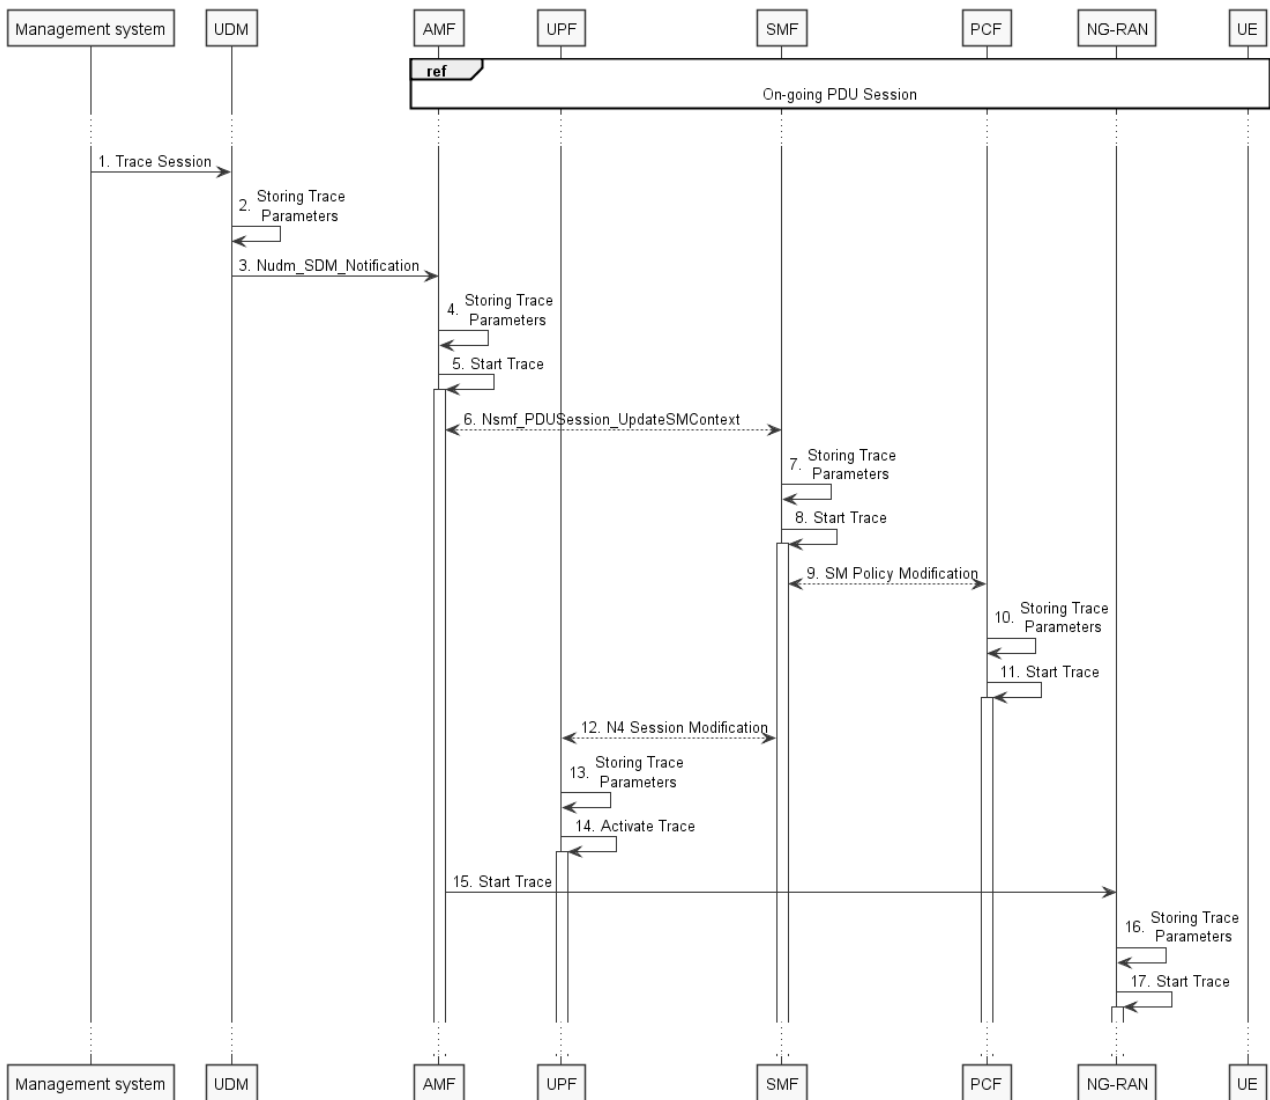 Management system
UDM
AMF
UPF
SMF
PCF
NG-RAN
UE
ref
On-going PDU Session
1. Trace Session
2. Storing Trace
Parameters
3. Nudm_SDM_Notification
4. Storing Trace
Parameters
5. Start Trace
6. Nsmf_PDUSession_UpdateSMContext
7. Storing Trace
Parameters
8. Start Trace
9. SM Policy Modification
10. Storing Trace
Parameters
11. Start Trace
12. N4 Session Modification
13. Storing Trace
Parameters
14. Activate Trace
15. Start Trace
16. Storing Trace
Parameters
17. Start Trace
Management system
UDM
AMF
UPF
SMF
PCF
NG-RAN
UE